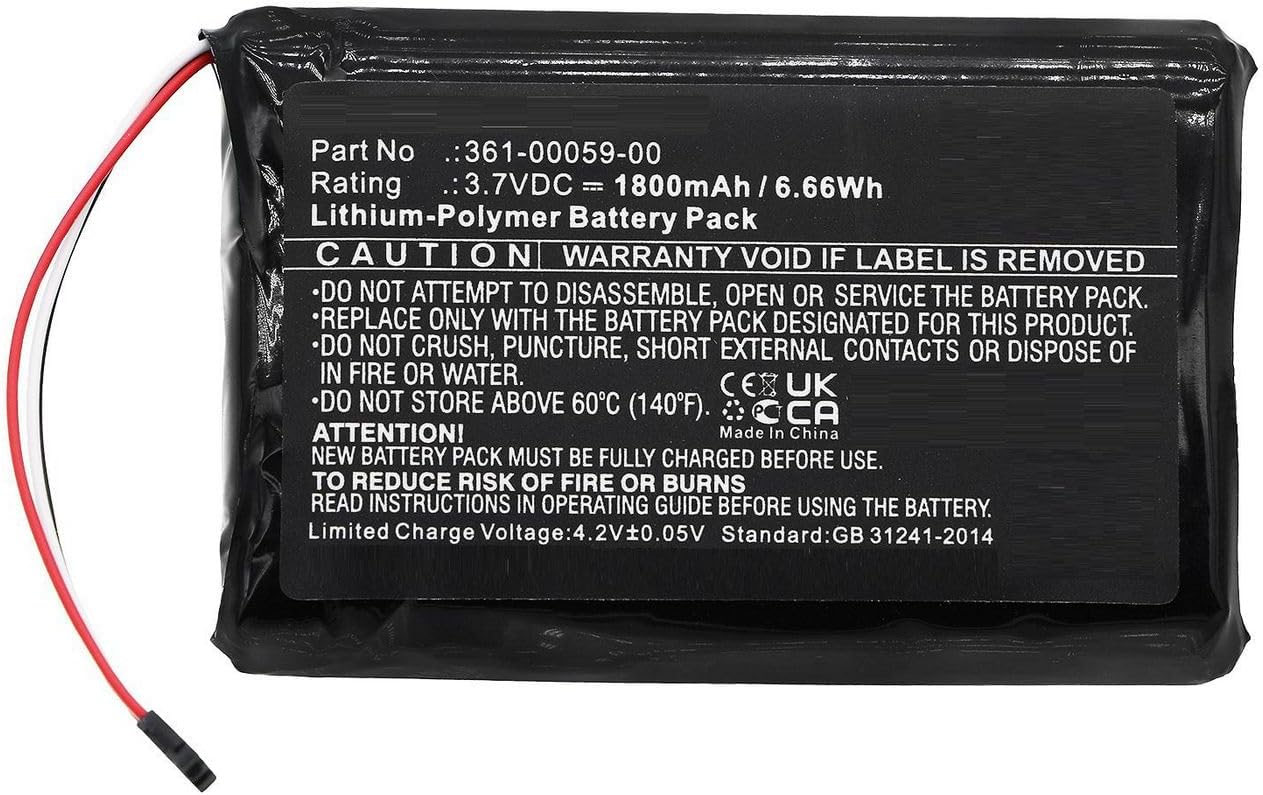 Part No .:361-00059-00
Rating .:3.7VDC ⎓ 1800mAh / 6.66Wh
Lithium-Polymer Battery Pack
CAUTION| WARRANTY VOID IF LABEL IS REMOVED
•DO NOT ATTEMPT TO DISASSEMBLE, OPEN OR SERVICE THE BATTERY PACK.
•REPLACE ONLY WITH THE BATTERY PACK DESIGNATED FOR THIS PRODUCT.
•DO NOT CRUSH, PUNCTURE, SHORT EXTERNAL CONTACTS OR DISPOSE OF
IN FIRE OR WATER.
•DO NOT STORE ABOVE 60°C (140°F).
CE UK
PC CA
Made In China
ATTENTION!
NEW BATTERY PACK MUST BE FULLY CHARGED BEFORE USE.
TO REDUCE RISK OF FIRE OR BURNS
READ INSTRUCTIONS IN OPERATING GUIDE BEFORE USING THE BATTERY.
Limited Charge Voltage:4.2V±0.05V Standard:GB 31241-2014